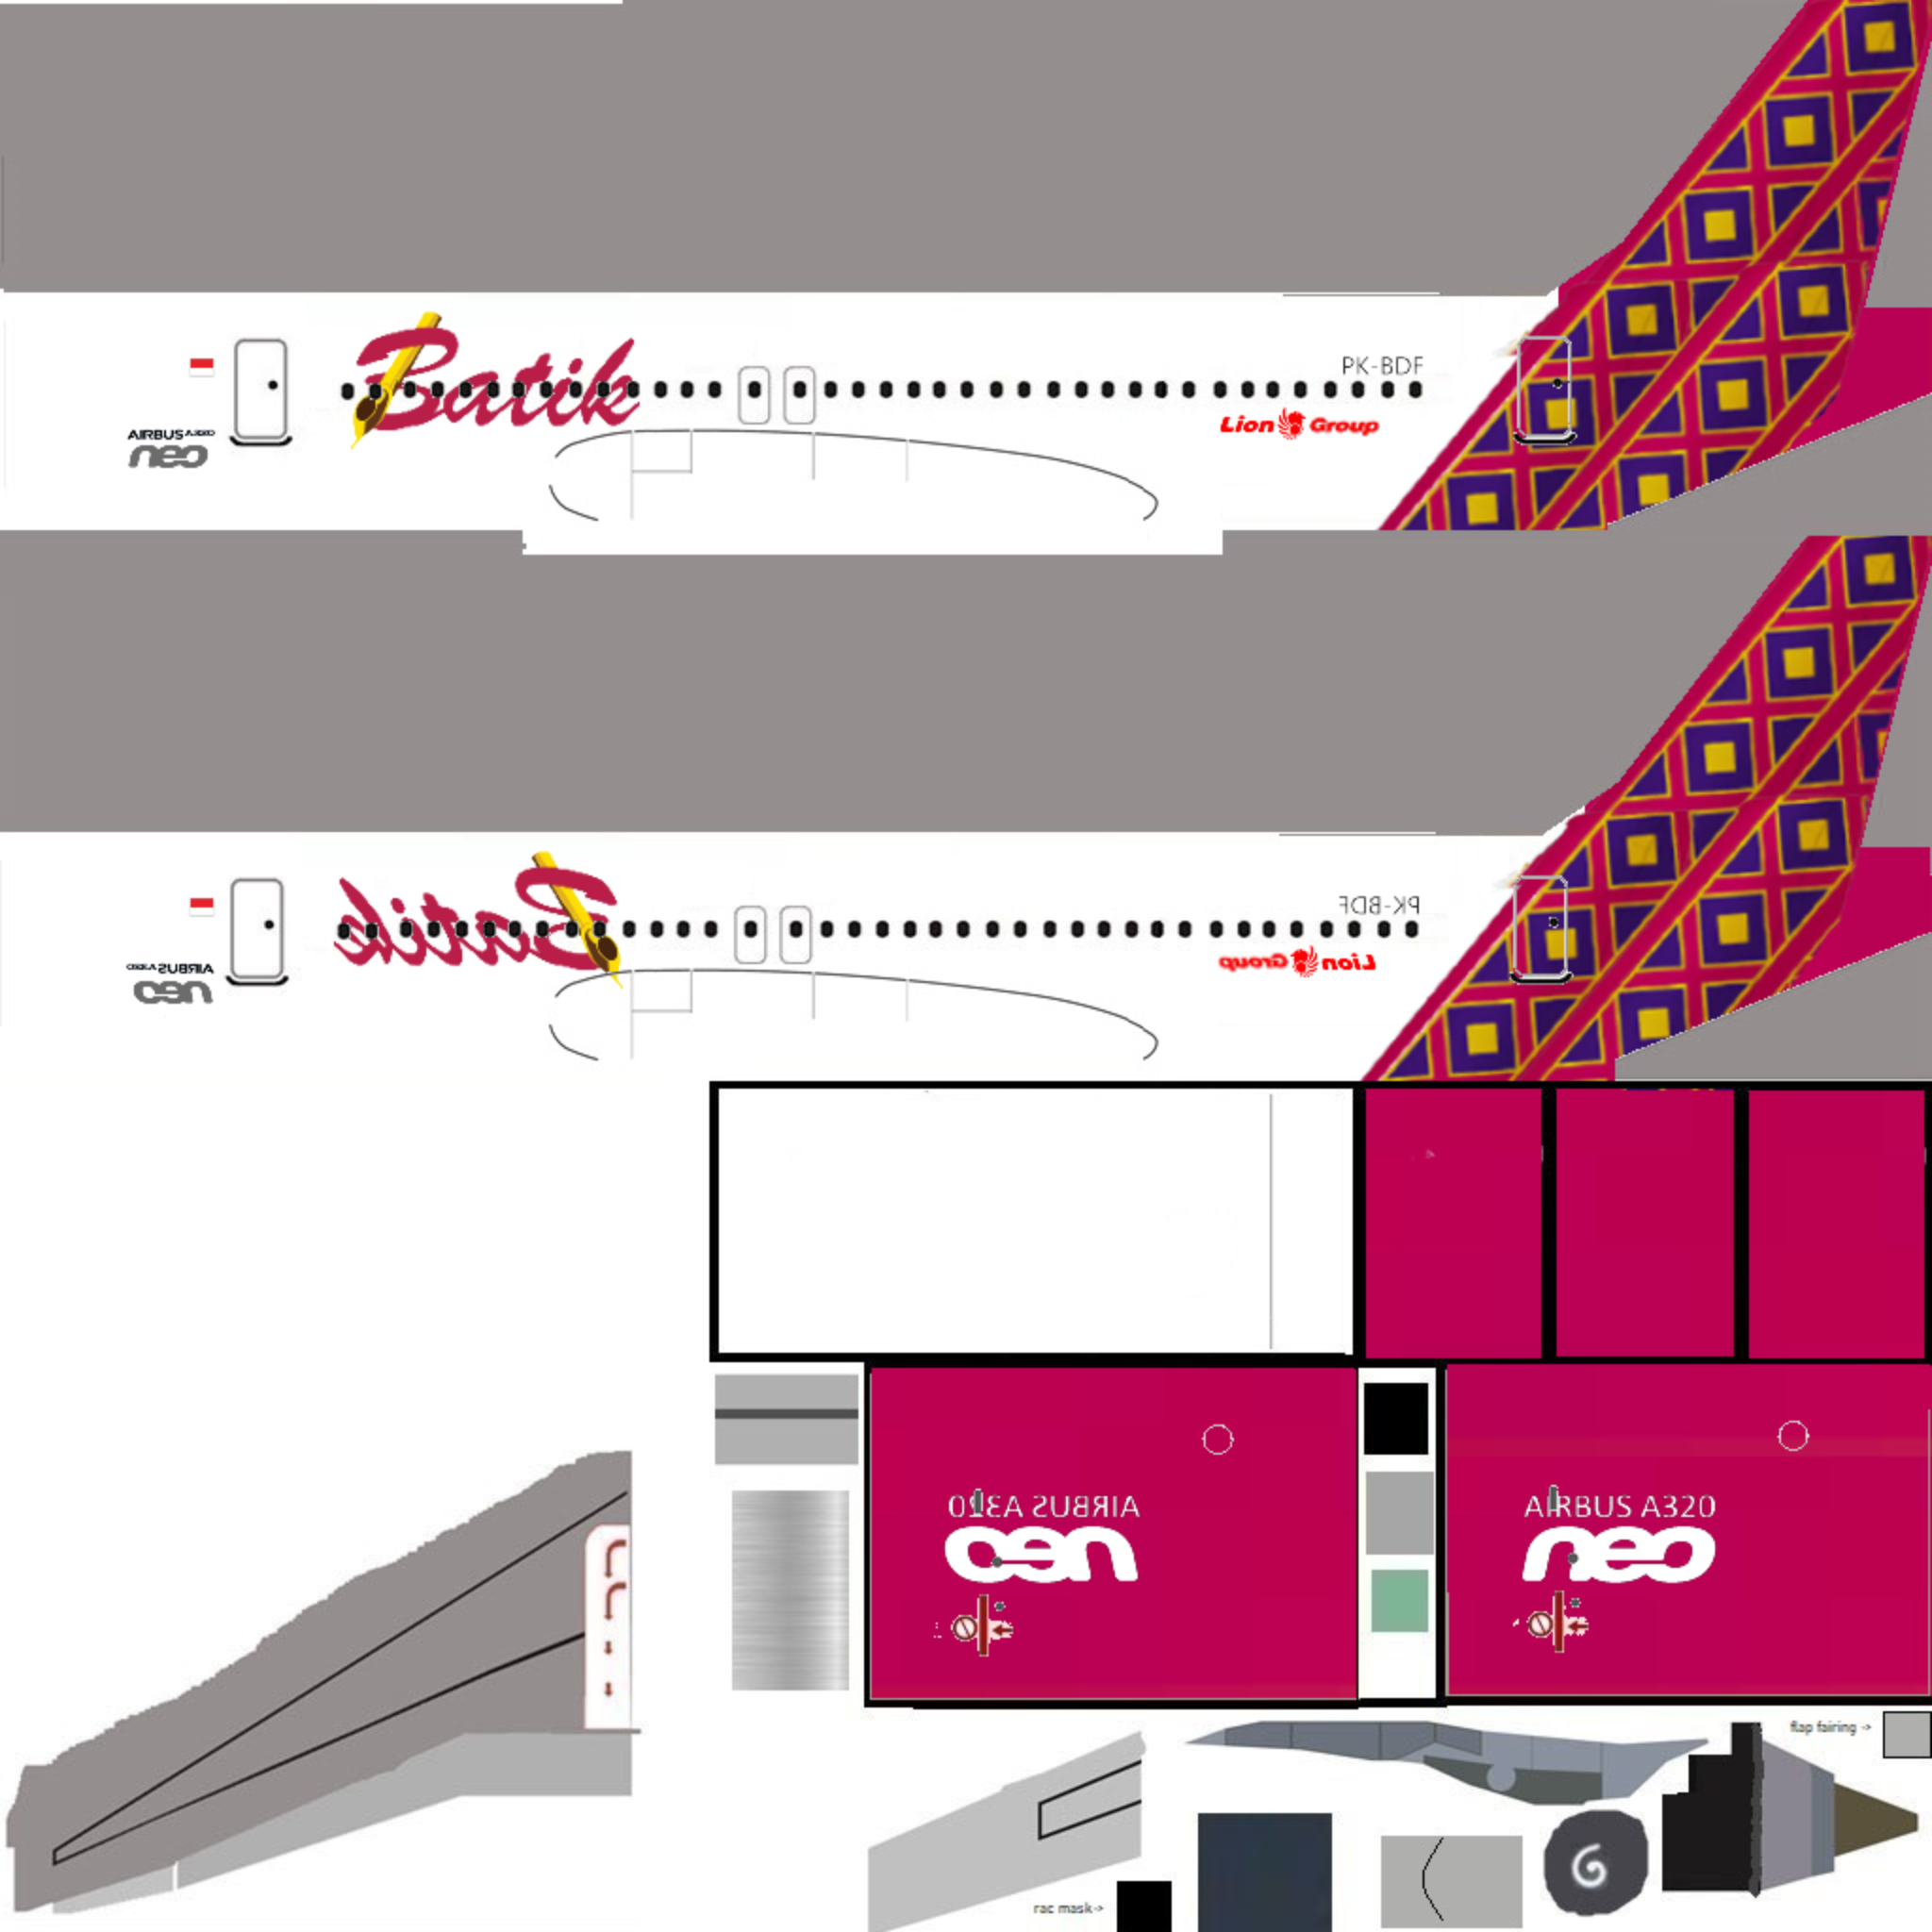 Batik
PK-BDF
Lion Group
AIRBUS A320
neo
Batik
PK-BDF
Lion Group
AIRBUS A320
neo
AIRBUS A320
neo
AIRBUS A320
neo
flap fairing ->
rac mask->